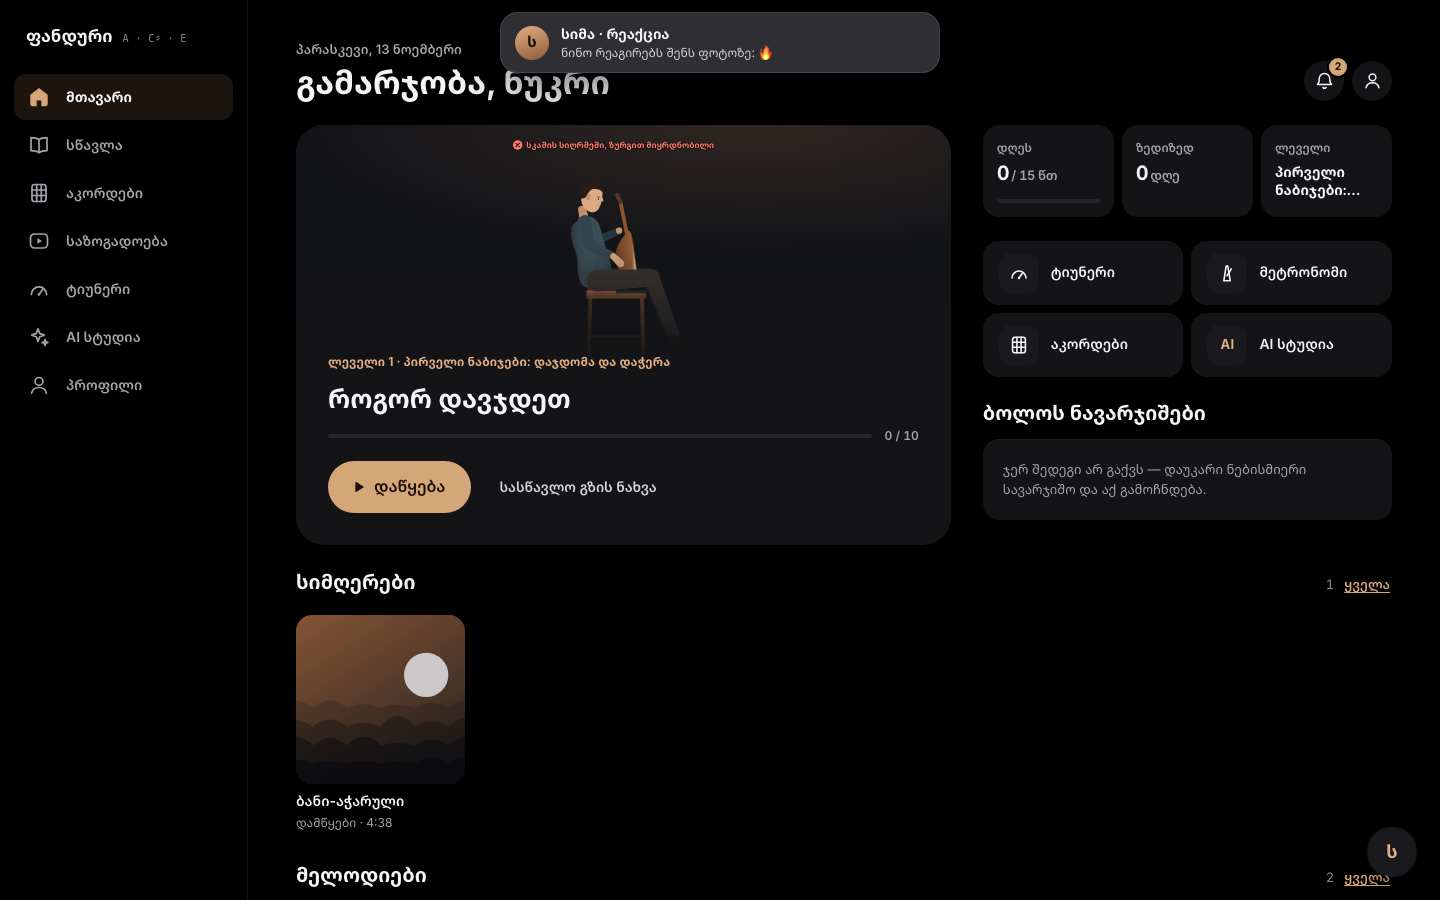 ფანდური A · C♯ · E
მთავარი
სწავლა
აკორდები
საზოგადოება
ტიუნერი
AI სტუდია
პროფილი
პარასკევი, 13 ნოემბერი
გამარჯობა, ნუკრი
ს
სიმა · რეაქცია
ნინო რეაგირებს შენს ფოტოზე: 🔥
2
სკამის სიღრმეში, ზურგით მიყრდნობილი
ლეველი 1 · პირველი ნაბიჯები: დაჯდომა და დაჭერა
როგორ დავჯდეთ
0 / 10
დაწყება
სასწავლო გზის ნახვა
დღეს
0 / 15 წთ
ზედიზედ
0 დღე
ლეველი
პირველი
ნაბიჯები:...
ტიუნერი
მეტრონომი
აკორდები
AI AI სტუდია
ბოლოს ნავარჯიშები
ჯერ შედეგი არ გაქვს — დაუკარი ნებისმიერი
სავარჯიშო და აქ გამოჩნდება.
სიმღერები
1 ყველა
ბანი-აჭარული
დამწყები · 4:38
მელოდიები
2 ყველა
ს